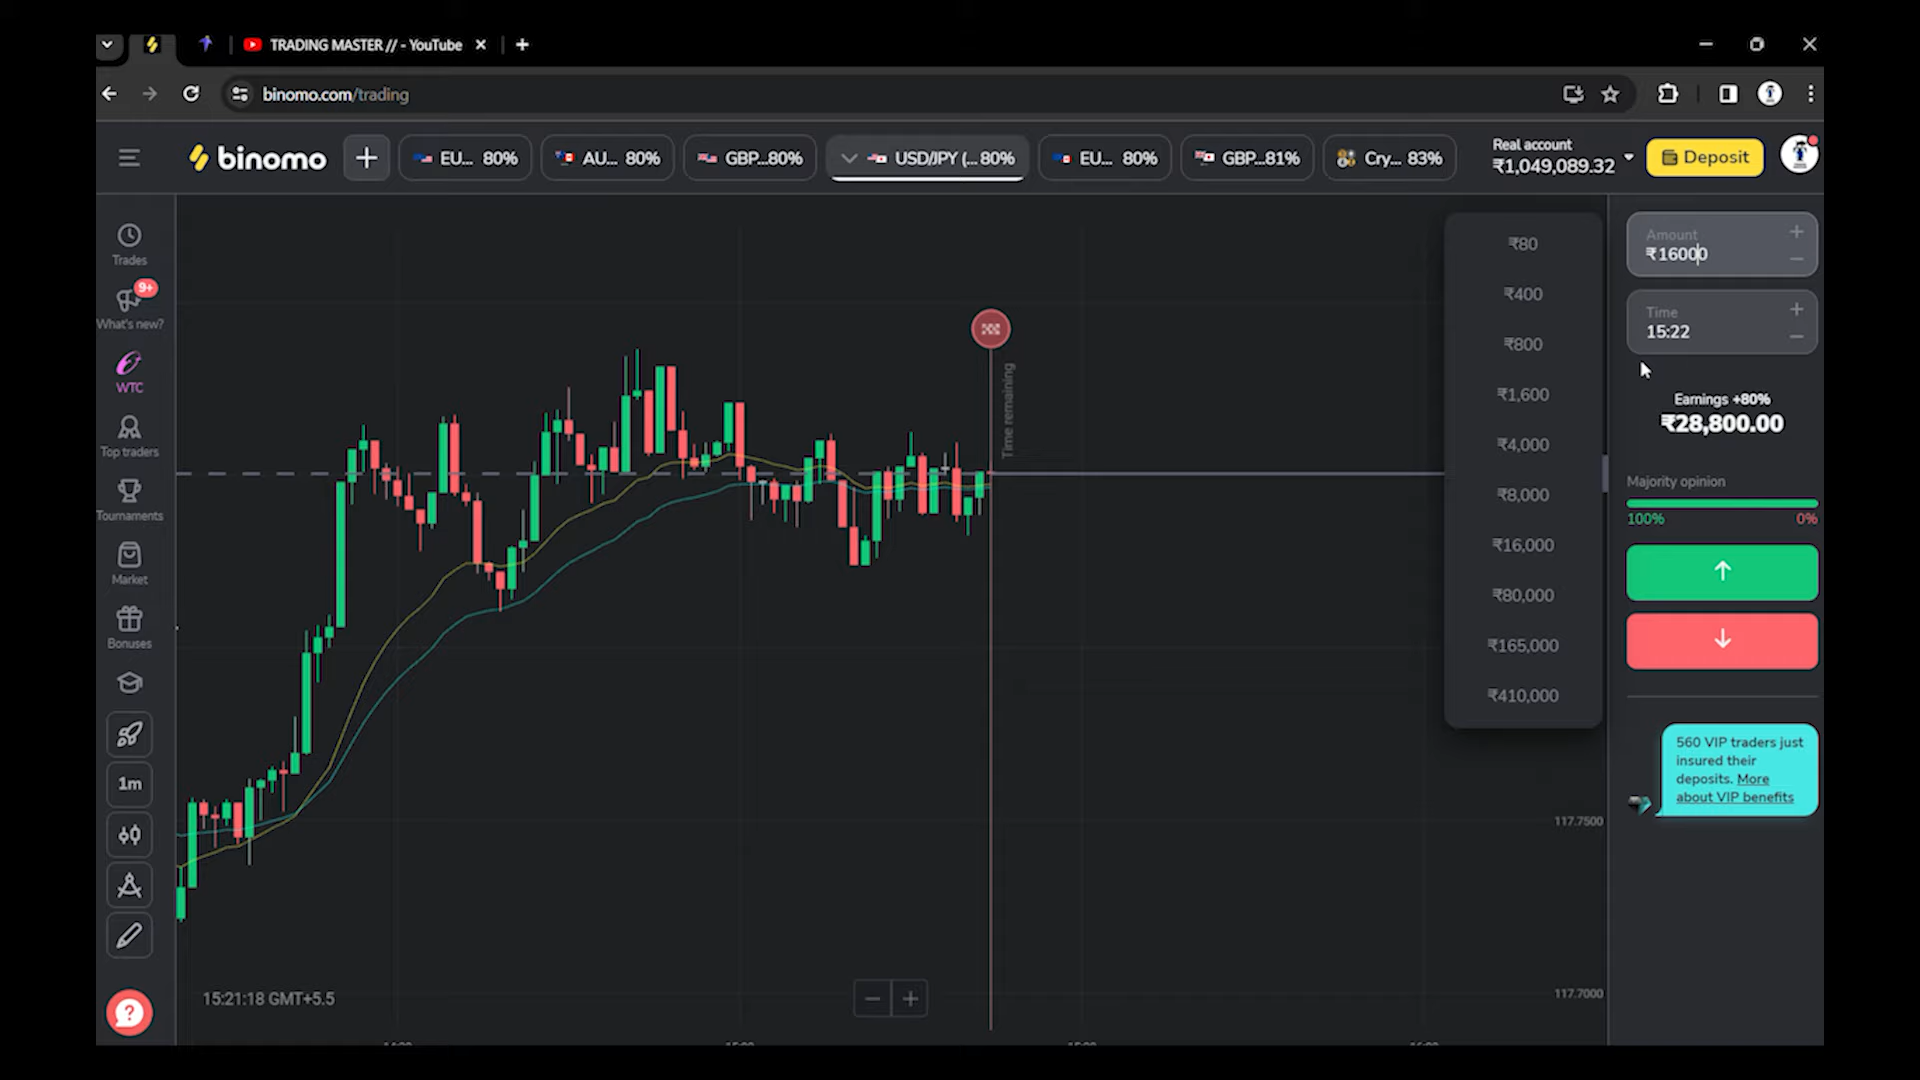 TRADING MASTER // - YouTube
binomo.com/trading
binomo
EU... 80%
AU... 80%
GBP...80%
USD/JPY (...80%
EU... 80%
GBP...81%
Cry... 83%
Real account
₹1,049,089.32
Deposit
Trades
9+
What's new?
WTC
Top traders
Tournaments
Market
Bonuses
1m
?
Time remaining
₹80
₹400
₹800
₹1,600
₹4,000
₹8,000
₹16,000
₹80,000
₹165,000
₹410,000
Amount
₹16000
Time
15:22
Earnings +80%
₹28,800.00
Majority opinion
100% 0%
560 VIP traders just
insured their
deposits. More
about VIP benefits
117.7500
117.7000
15:21:18 GMT+5.5